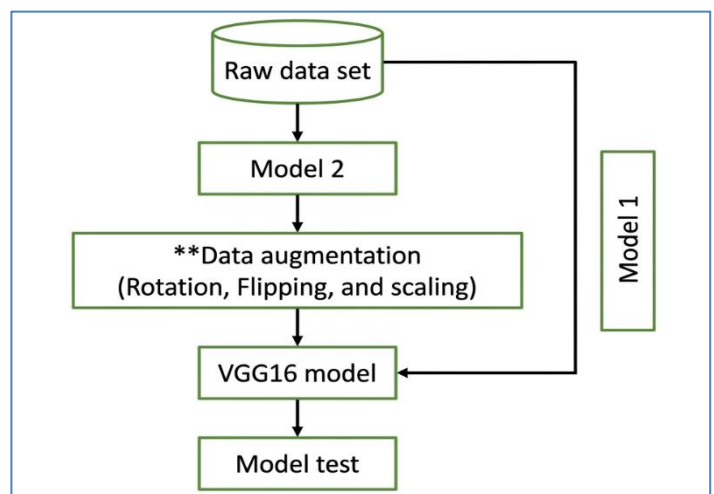 Raw data set
Model 2
Model 1
**Data augmentation
(Rotation, Flipping, and scaling)
VGG16 model
Model test